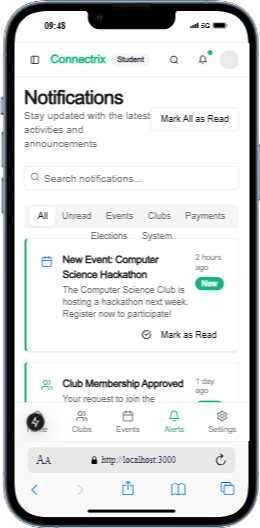 09:48
5G
Connectrix Student
Notifications
Stay updated with the latest
activities and
announcements
Mark All as Read
Search notifications...
All Unread Events Clubs Payments
Elections System
New Event: Computer
Science Hackathon
2 hours
ago
New
The Computer Science Club is
hosting a hackathon next week.
Register now to participate!
Mark as Read
Club Membership Approved
1 day
ago
Your request to join the
Clubs Events Alerts Settings
AA http://localhost:3000